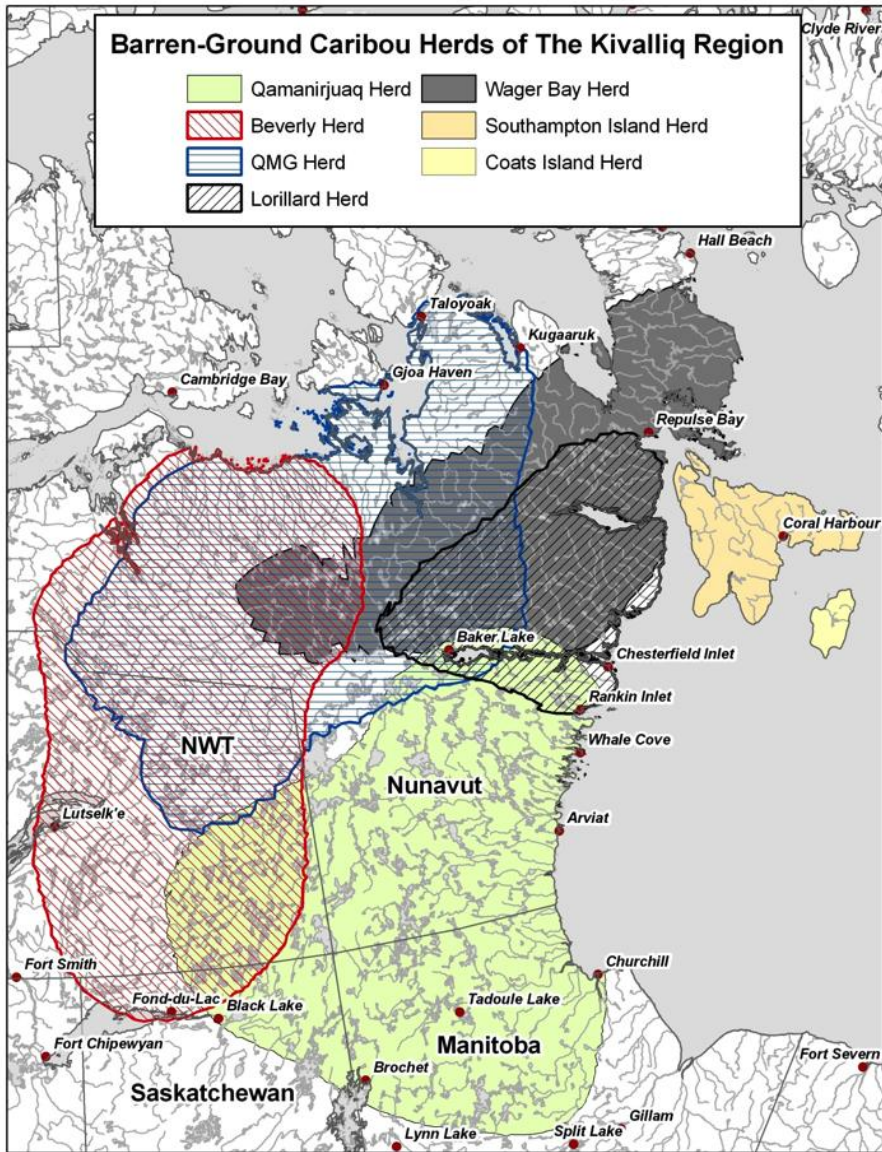 Clyde River
Barren-Ground Caribou Herds of The Kivalliq Region
Qamanirjuaq Herd
Wager Bay Herd
Beverly Herd
Southampton Island Herd
QMG Herd
Coats Island Herd
Lorillard Herd
Hall Beach
Taloyoak
Kugaaruk
Cambridge Bay
Gjoa Haven
Repulse Bay
Coral Harbour
Baker Lake
Chesterfield Inlet
Rankin Inlet
NWT
Whale Cove
Nunavut
Lutselk'e
Arviat
Fort Smith
Churchill
Fond-du-Lac
Black Lake
Tadoule Lake
Fort Chipewyan
Manitoba
Fort Severn
Saskatchewan
Brochet
Gillam
Lynn Lake
Split Lake